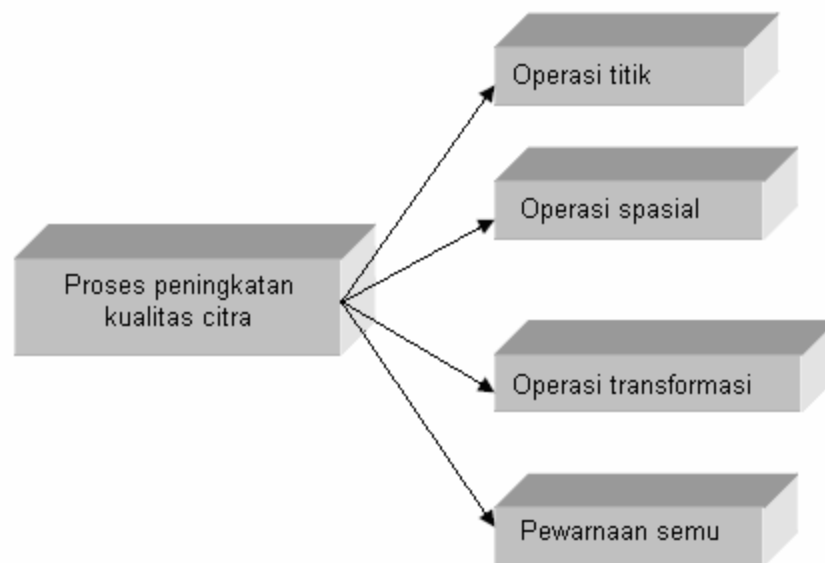 Proses peningkatan
kualitas citra
Operasi titik
Operasi spasial
Operasi transformasi
Pewarnaan semu